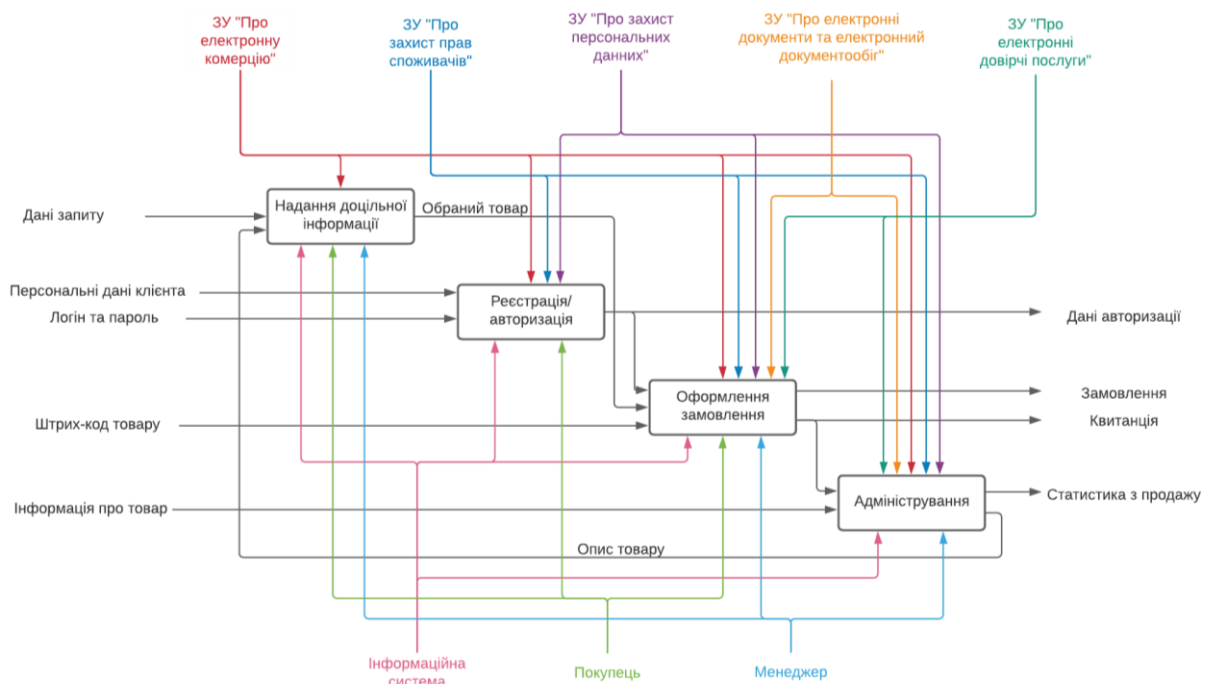 ЗУ "Про
електронну
комерцію"
ЗУ "Про
захист прав
споживачів"
ЗУ "Про захист
персональних
данних"
ЗУ "Про електронні
документи та електронний
документообіг"
ЗУ "Про
електронні
довірчі послуги"
Дані запиту
Надання доцільної
інформації
Обраний товар
Персональні дані клієнта
Логін та пароль
Реєстрація/
авторизація
Дані авторизації
Оформлення
замовлення
Замовлення
Квитанція
Штрих-код товару
Інформація про товар
Адміністрування
Статистика з продажу
Опис товару
Інформаційна
система
Покупець
Менеджер